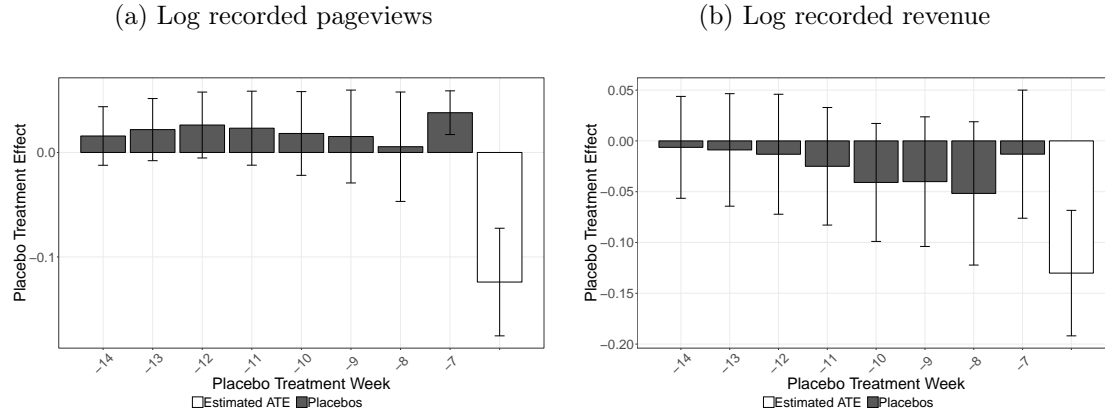 (a) Log recorded pageviews
0.0
−0.1
Placebo Treatment Effect
−14 −13 −12 −11 −10 −9 −8 −7
Placebo Treatment Week
Estimated ATE Placebos
(b) Log recorded revenue
0.05
0.00
−0.05
−0.10
−0.15
−0.20
Placebo Treatment Effect
−14 −13 −12 −11 −10 −9 −8 −7
Placebo Treatment Week
Estimated ATE Placebos